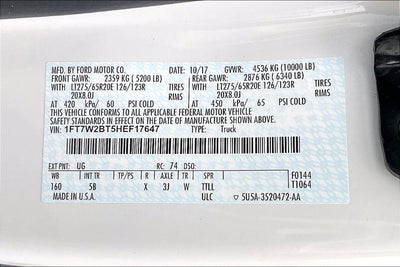 MFD. BY FORD MOTOR CO. 10/17 GVWR: 4536 KG (10000 LB)
FRONT GAWR: 2359 KG ( 5200 LB) REAR GAWR: 2876 KG ( 6340 LB)
LT275/65R20E 126/123R TIRES LT275/65R20E 126/123R TIRES
20X8.0J RIMS 20X8.0J RIMS
AT 420 kPa/ 60 PSI COLD AT 450 kPa/ 65 PSI COLD
THIS VEHICLE CONFORMS TO ALL APPLICABLE FEDERAL MOTOR VEHICLE
SAFETY STANDARDS IN EFFECT ON THE DATE OF MANUFACTURE SHOWN ABOVE.
VIN: 1FT7W2BT5HEF17647 TYPE: Truck
EXT PNT: UG RC: 74 DSO: F0144
WB INT TR TP/PS R AXLE TR SPR T1064
160 SB X 3J W TTLL
MADE IN U.S.A. ULC 5U5A-3520472-AA